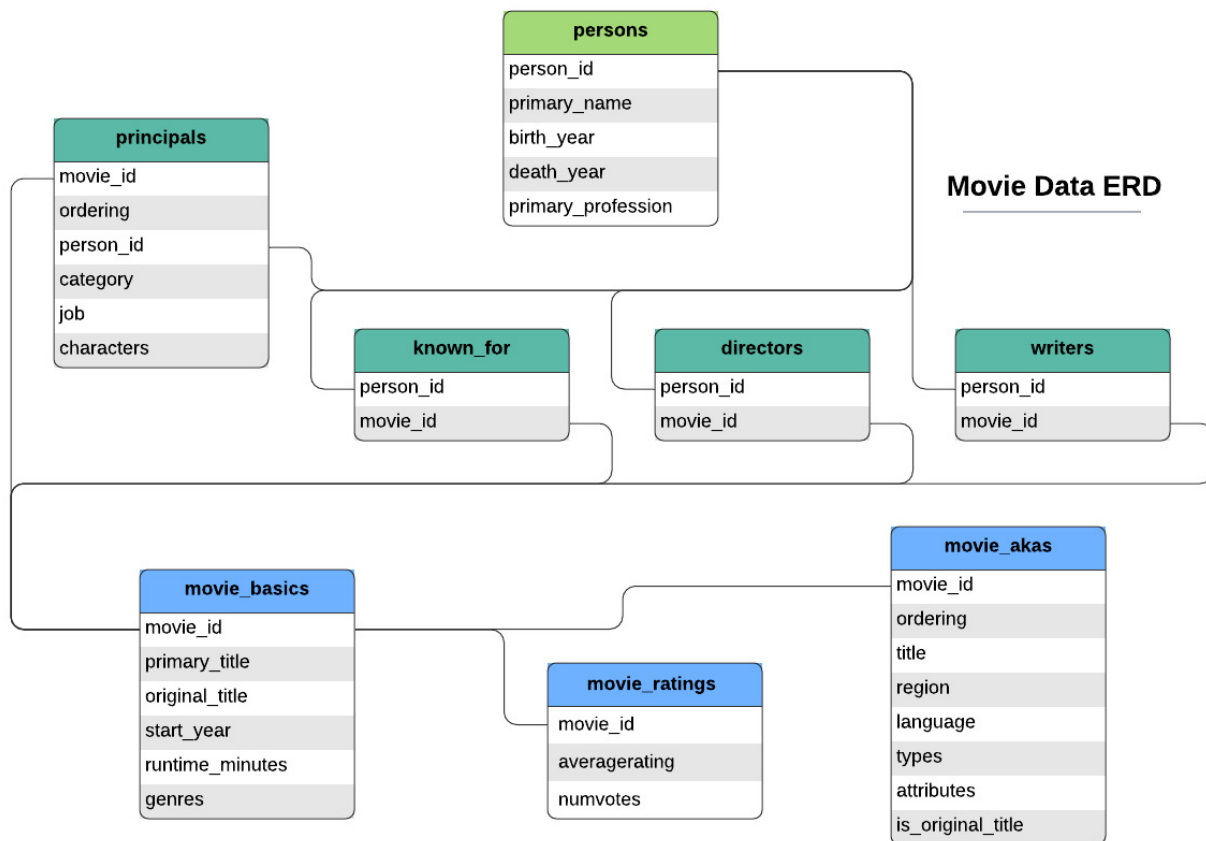 persons
person_id
primary_name
birth_year
death_year
primary_profession
principals
movie_id
ordering
person_id
category
job
characters
Movie Data ERD
known_for
person_id
movie_id
directors
person_id
movie_id
writers
person_id
movie_id
movie_basics
movie_id
primary_title
original_title
start_year
runtime_minutes
genres
movie_ratings
movie_id
averagerating
numvotes
movie_akas
movie_id
ordering
title
region
language
types
attributes
is_original_title